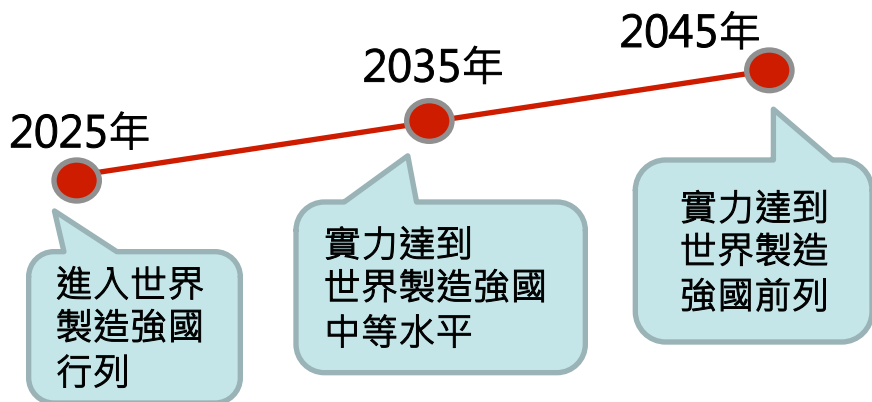 2025年
進入世界
製造強國
行列
2035年
實力達到
世界製造強國
中等水平
2045年
實力達到
世界製造
強國前列